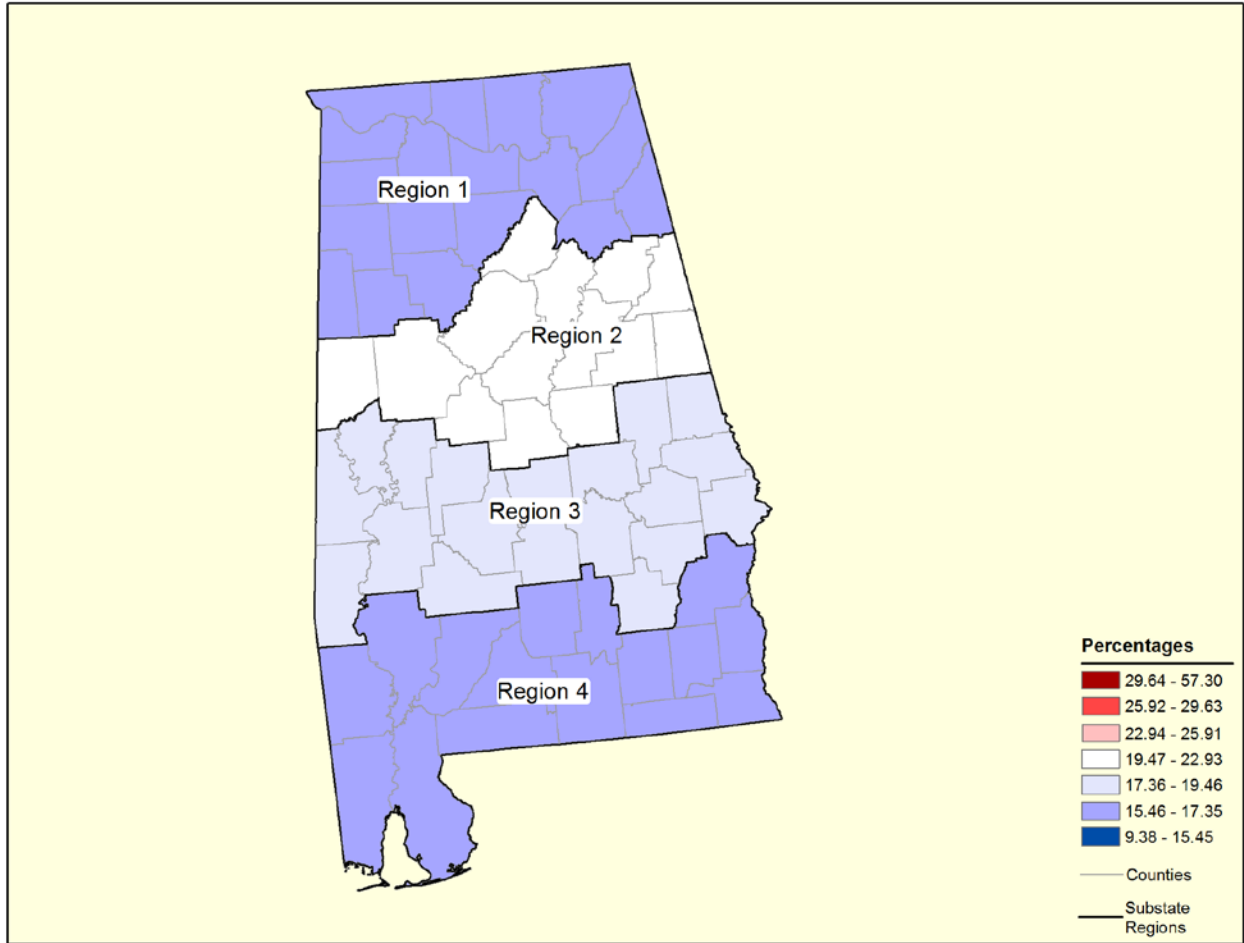 Region 1
Region 2
Region 3
Region 4
Percentages
29.64 - 57.30
25.92 - 29.63
22.94 - 25.91
19.47 - 22.93
17.36 - 19.46
15.46 - 17.35
9.38 - 15.45
Counties
Substate
Regions